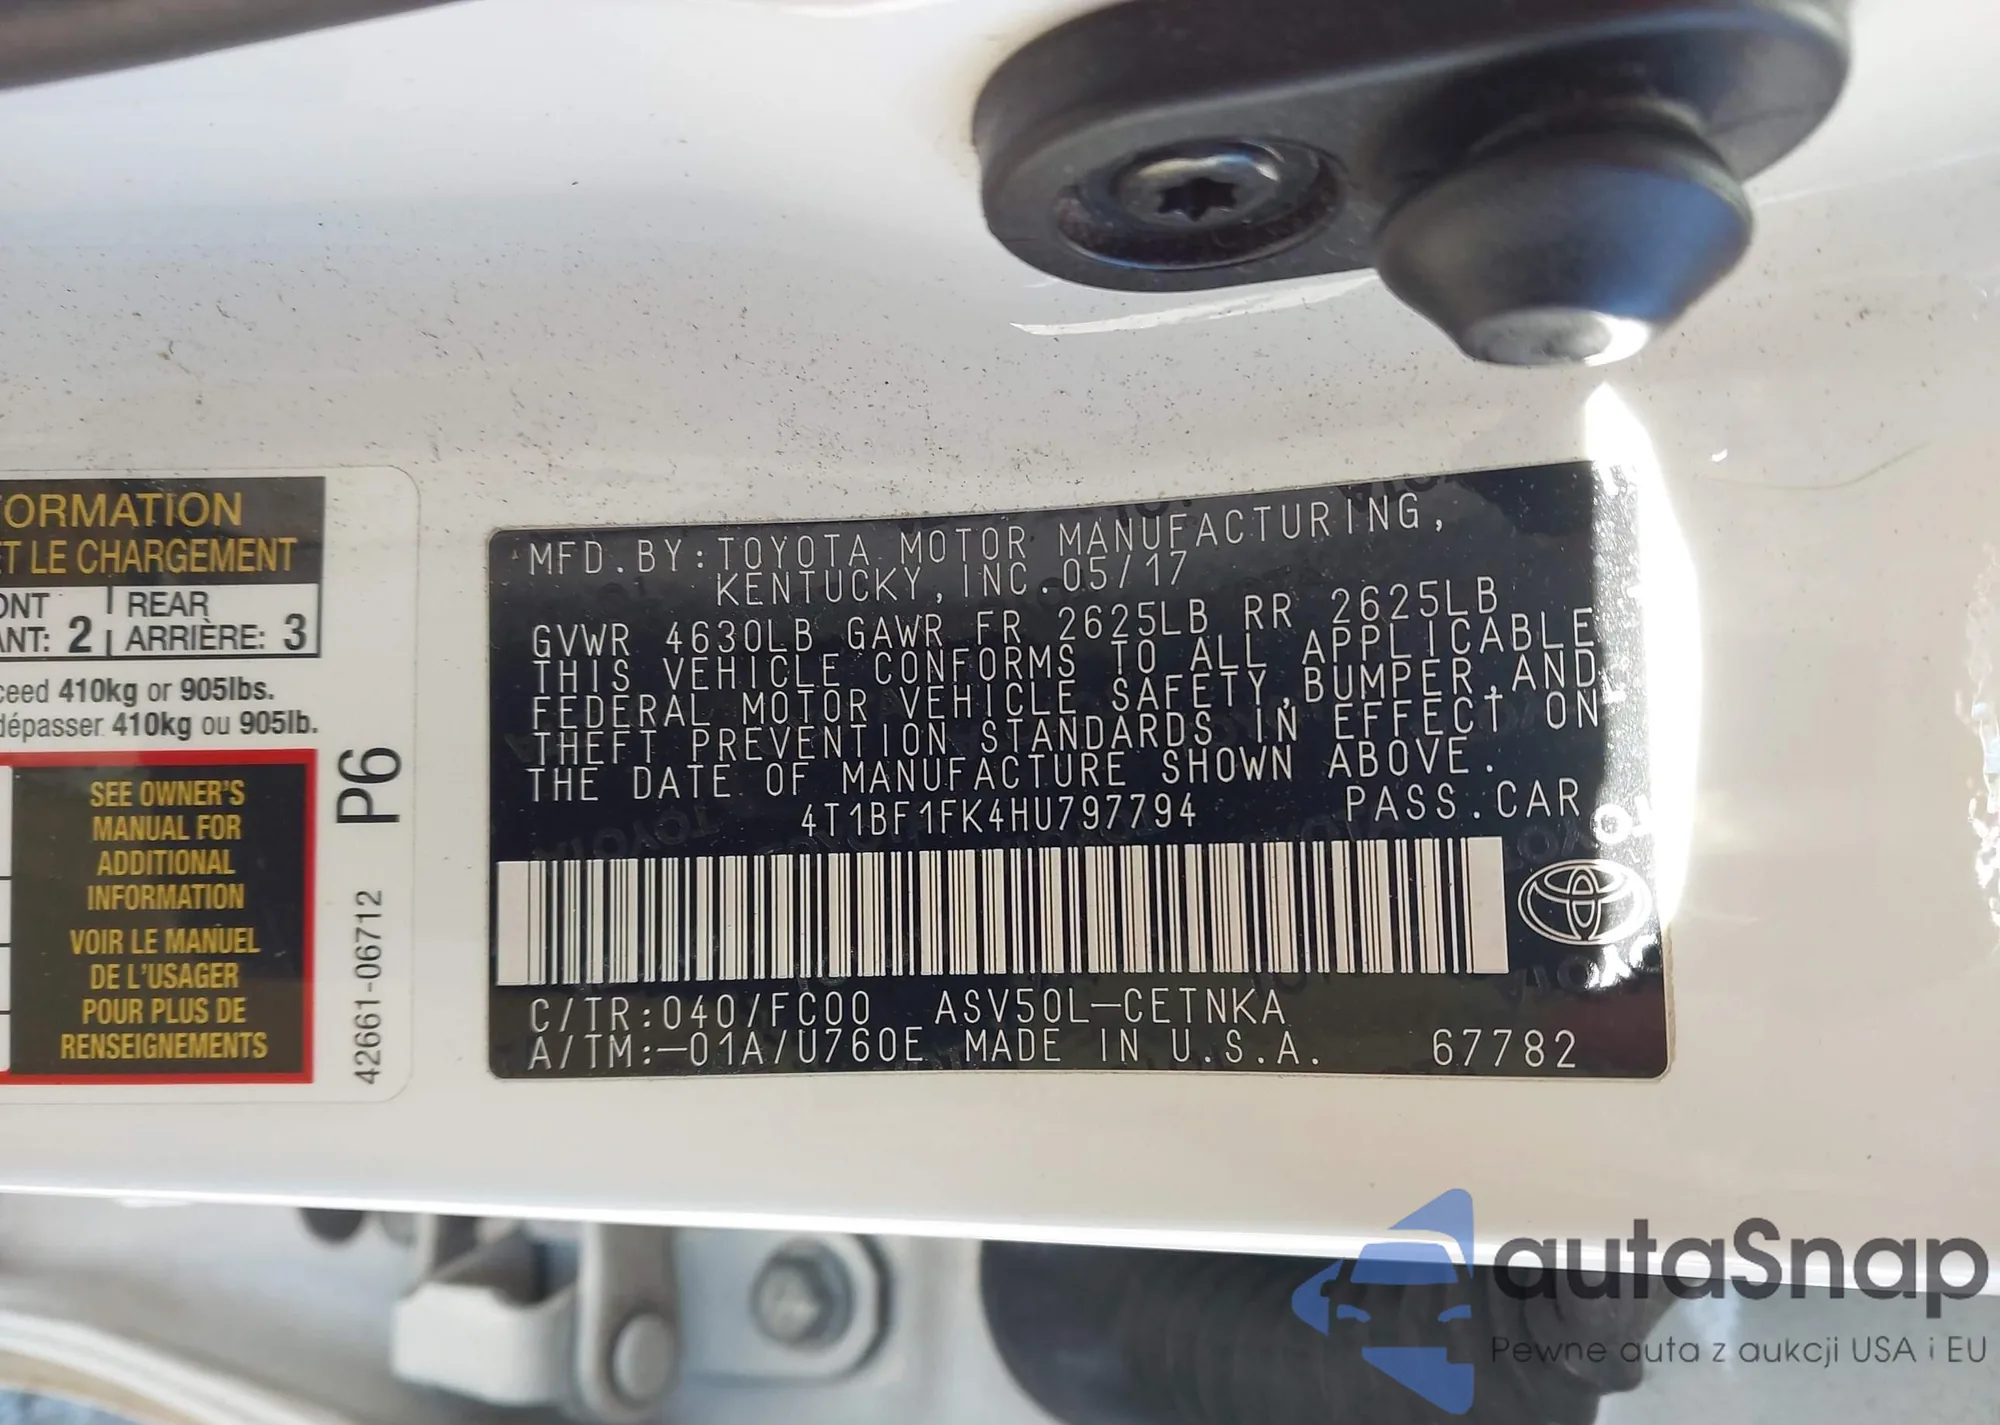 ORMATION
ET LE CHARGEMENT
ONT 2 REAR
ANT: ARRIÈRE: 3
ceed 410kg or 905lbs.
dépasser 410kg ou 905lb.
SEE OWNER'S
MANUAL FOR
ADDITIONAL
INFORMATION
VOIR LE MANUEL
DE L'USAGER
POUR PLUS DE
RENSEIGNEMENTS
P6
42661-06712
MFD.BY:TOYOTA MOTOR MANUFACTURING,
KENTUCKY,INC.05/17
GVWR 4630LB GAWR FR 2625LB RR 2625LB
THIS VEHICLE CONFORMS TO ALL APPLICABLE
FEDERAL MOTOR VEHICLE SAFETY,BUMPER,AND
THEFT PREVENTION STANDARDS IN EFFECT ON
THE DATE OF MANUFACTURE SHOWN ABOVE.
4T1BF1FK4HU797794 PASS.CAR
C/TR:040/FC00 ASV50L-CETNKA
A/TM:-01A/U760E MADE IN U.S.A. 67782
autaSnap
Pewne auta z aukcji USA i EU